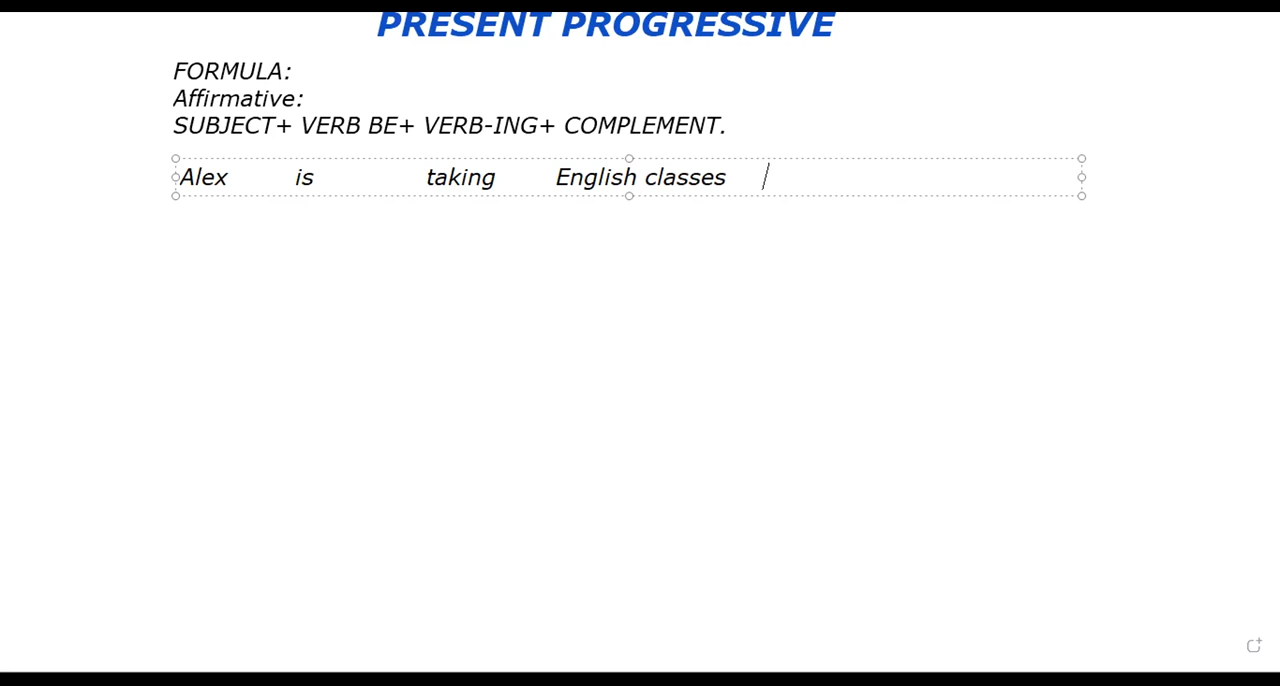 PRESENT PROGRESSIVE
FORMULA:
Affirmative:
SUBJECT+ VERB BE+ VERB-ING+ COMPLEMENT.
Alex is taking English classes